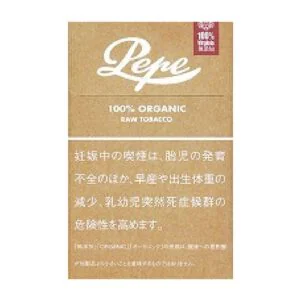 100%
Pepe
100% ORGANIC
RAW TOBACCO
妊娠中の喫煙は、胎児の発育
不全のほか、早産や出生体重の
減少、乳幼児突然死症候群の
危険性を高めます。